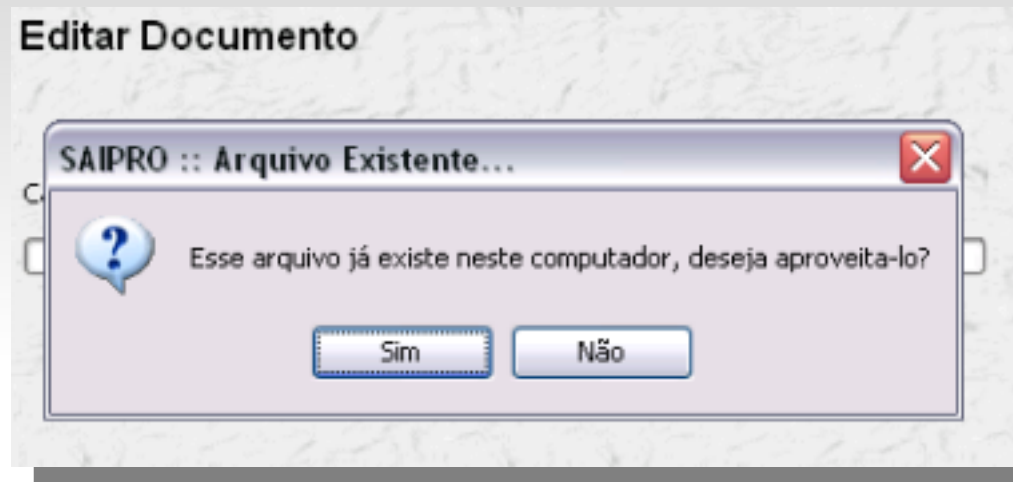 Editar Documento
SAIPRO :: Arquivo Existente...
Esse arquivo já existe neste computador, deseja aproveita-lo?
Sim
Não